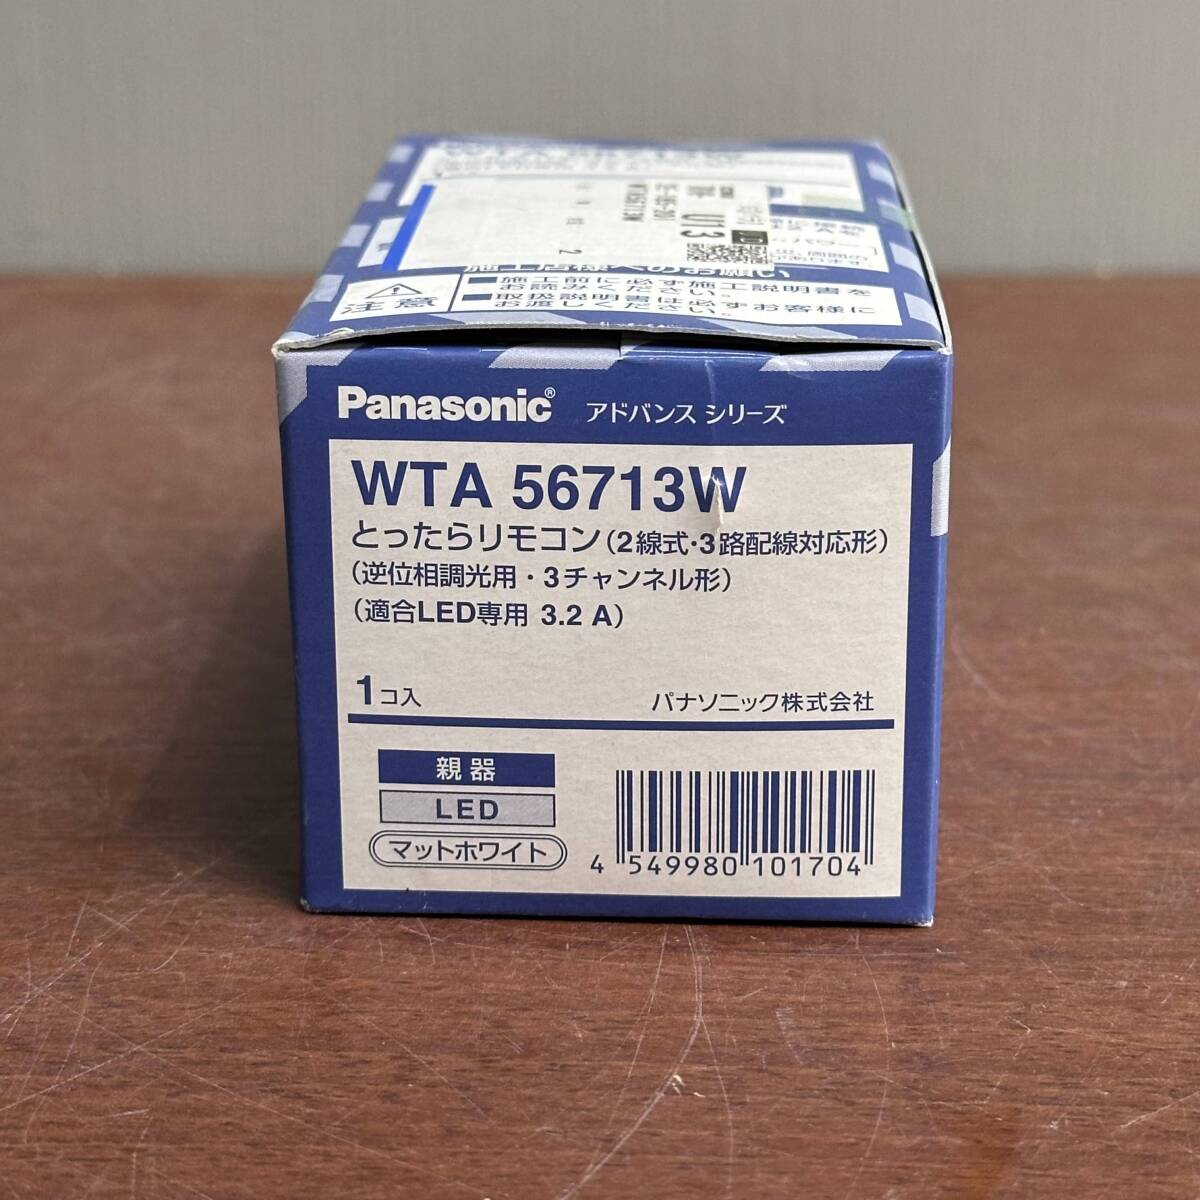 WTA56713W
U13
2
施工店様へのお願い
注意
■施工前に必ず施工説明書を
お読みください。
■取扱説明書は必ずお客様に
お渡しください。
Panasonic® アドバンス シリーズ
WTA 56713W
とったらリモコン(2線式・3路配線対応形)
(逆位相調光用・3チャンネル形)
(適合LED専用 3.2 A)
1コ入
パナソニック株式会社
親器
LED
マットホワイト
4 549980 101704